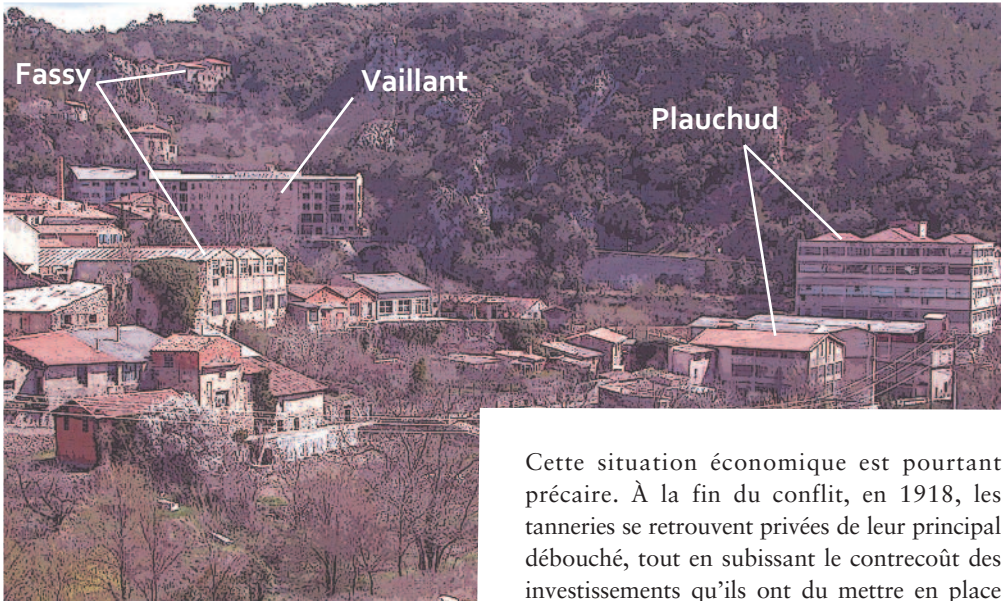 Fassy
Vaillant
Plauchud
Cette situation économique est pourtant
précaire. À la fin du conflit, en 1918, les
tanneries se retrouvent privées de leur principal
débouché, tout en subissant le contrecoût des
investissements qu’ils ont du mettre en place